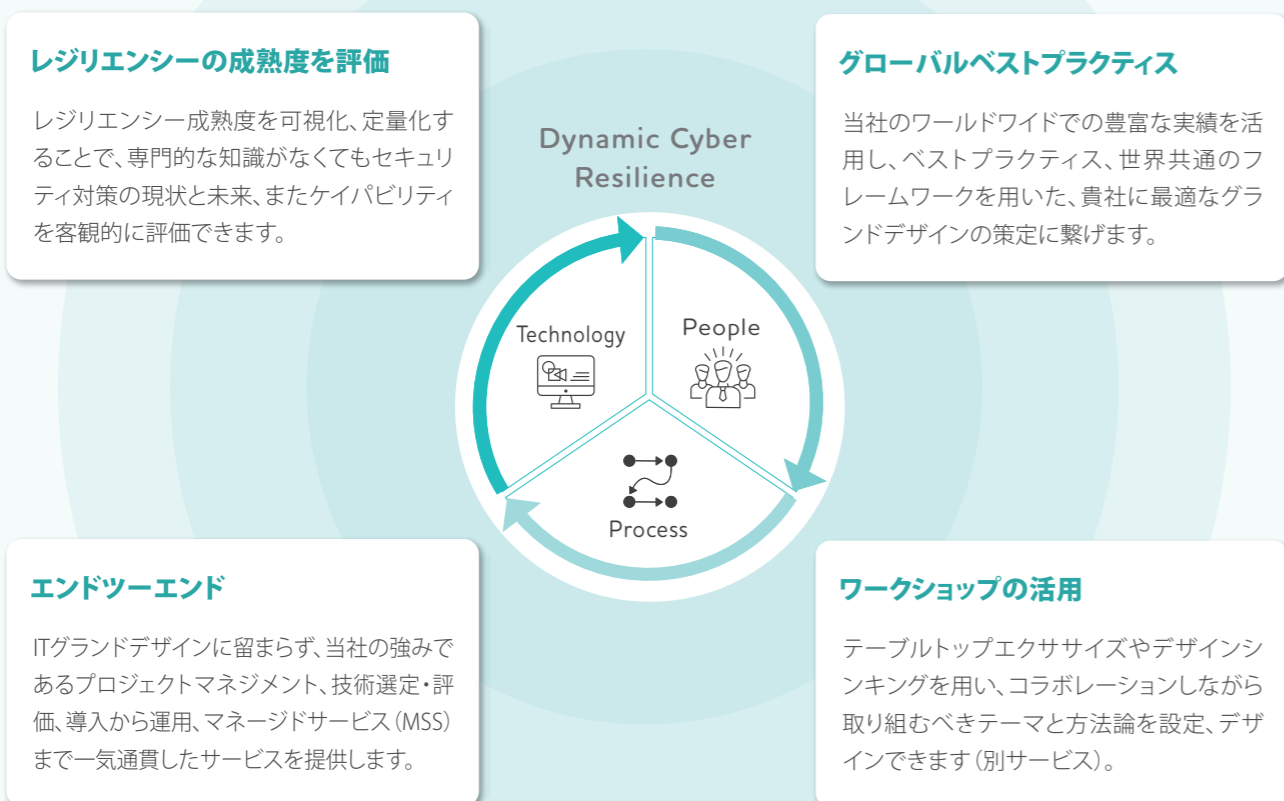 レジリエンシーの成熟度を評価
レジリエンシー成熟度を可視化、定量化す
ることで、専門的な知識がなくてもセキュリ
ティ対策の現状と未来、またケイパビリティ
を客観的に評価できます。
Dynamic Cyber
Resilience
グローバルベストプラクティス
当社のワールドワイドでの豊富な実績を活
用し、ベストプラクティス、世界共通のフ
レームワークを用いた、貴社に最適なグラ
ンドデザインの策定に繋げます。
Technology
People
Process
エンドツーエンド
ITグランドデザインに留まらず、当社の強みで
あるプロジェクトマネジメント、技術選定・評
価、導入から運用、マネージドサービス（MSS）
まで一気通貫したサービスを提供します。
ワークショップの活用
テーブルトップエクササイズやデザインシ
ンキングを用い、コラボレーションしながら
取り組むべきテーマと方法論を設定、デザ
インできます（別サービス）。